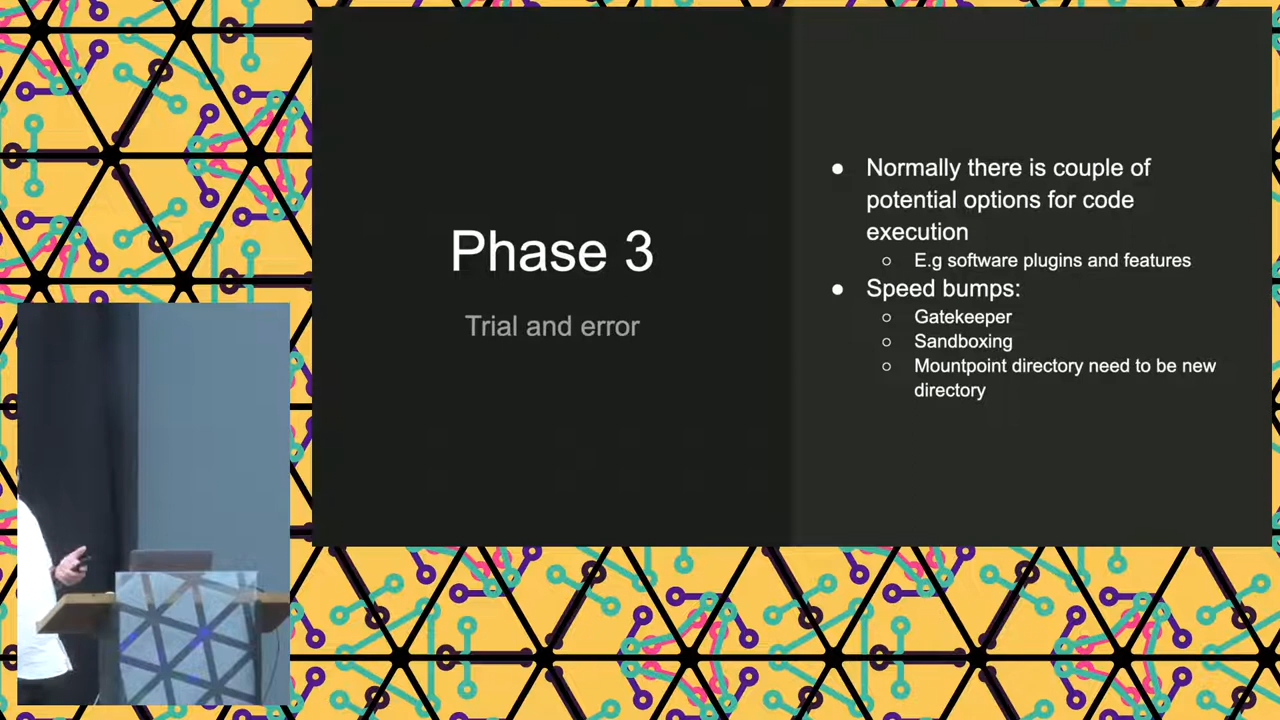 Phase 3
Trial and error
● Normally there is couple of
potential options for code
execution
○ E.g software plugins and features
● Speed bumps:
○ Gatekeeper
○ Sandboxing
○ Mountpoint directory need to be new
directory